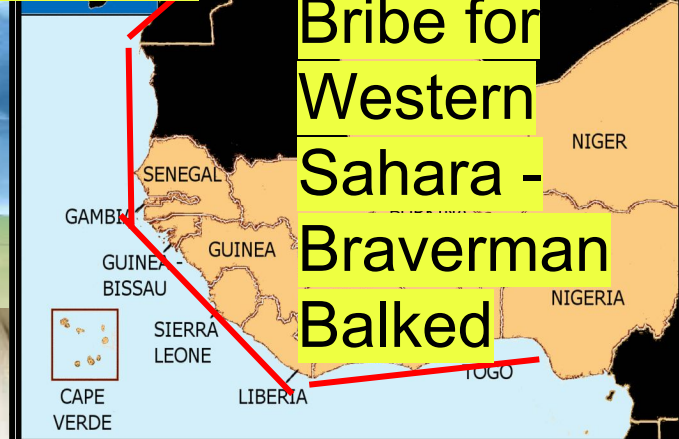 Bribe for
Western
Sahara -
Braverman
Balked
NIGER
SENEGAL
GAMBIA
GUINEA
GUINEA -
BISSAU
NIGERIA
SIERRA
LEONE
TOGO
LIBERIA
CAPE
VERDE